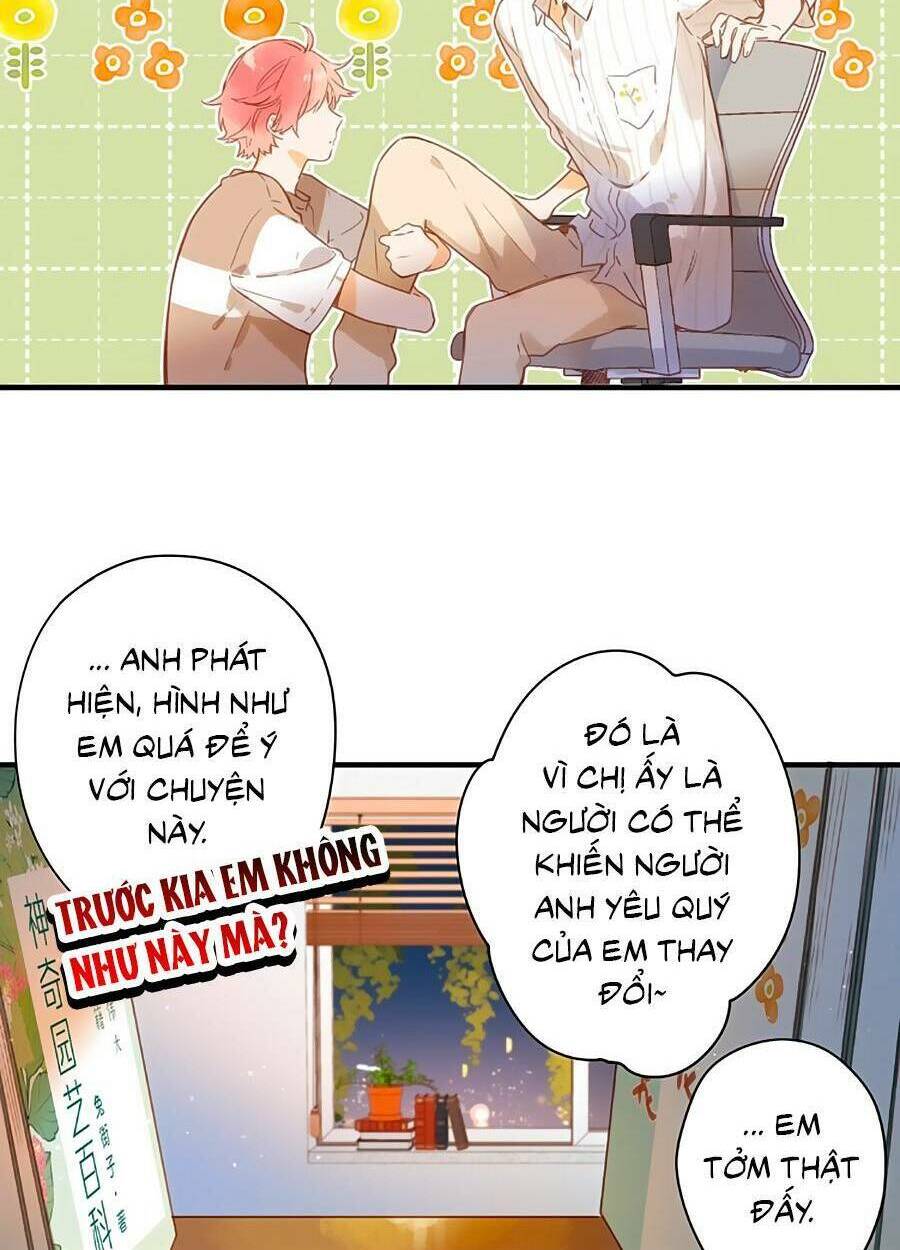 ... ANH PHÁT
HIỆN, HÌNH NHƯ
EM QUÁ ĐỂ Ý
VỚI CHUYỆN
NÀY.
TRƯỚC KIA EM KHÔNG
NHƯ NÀY MÀ?
ĐÓ LÀ
VÌ CHỊ ẤY LÀ
NGƯỜI CÓ THỂ
KHIẾN NGƯỜI
ANH YÊU QUÝ
CỦA EM THAY
ĐỔI~
... EM
TỞM THẬT
ĐẤY.
神奇园艺百科